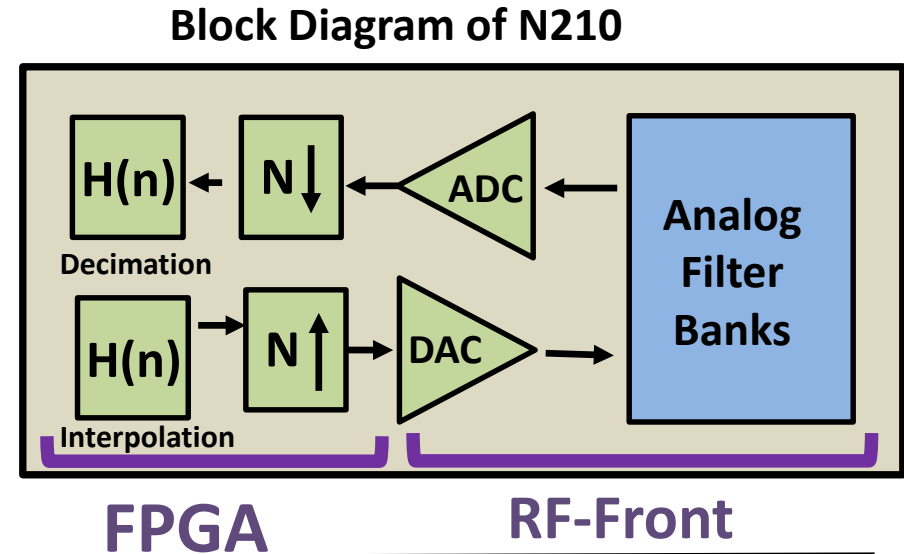 Block Diagram of N210
H(n)
N
ADC
Analog
Filter
Banks
Decimation
H(n)
N
DAC
Interpolation
FPGA
RF-Front